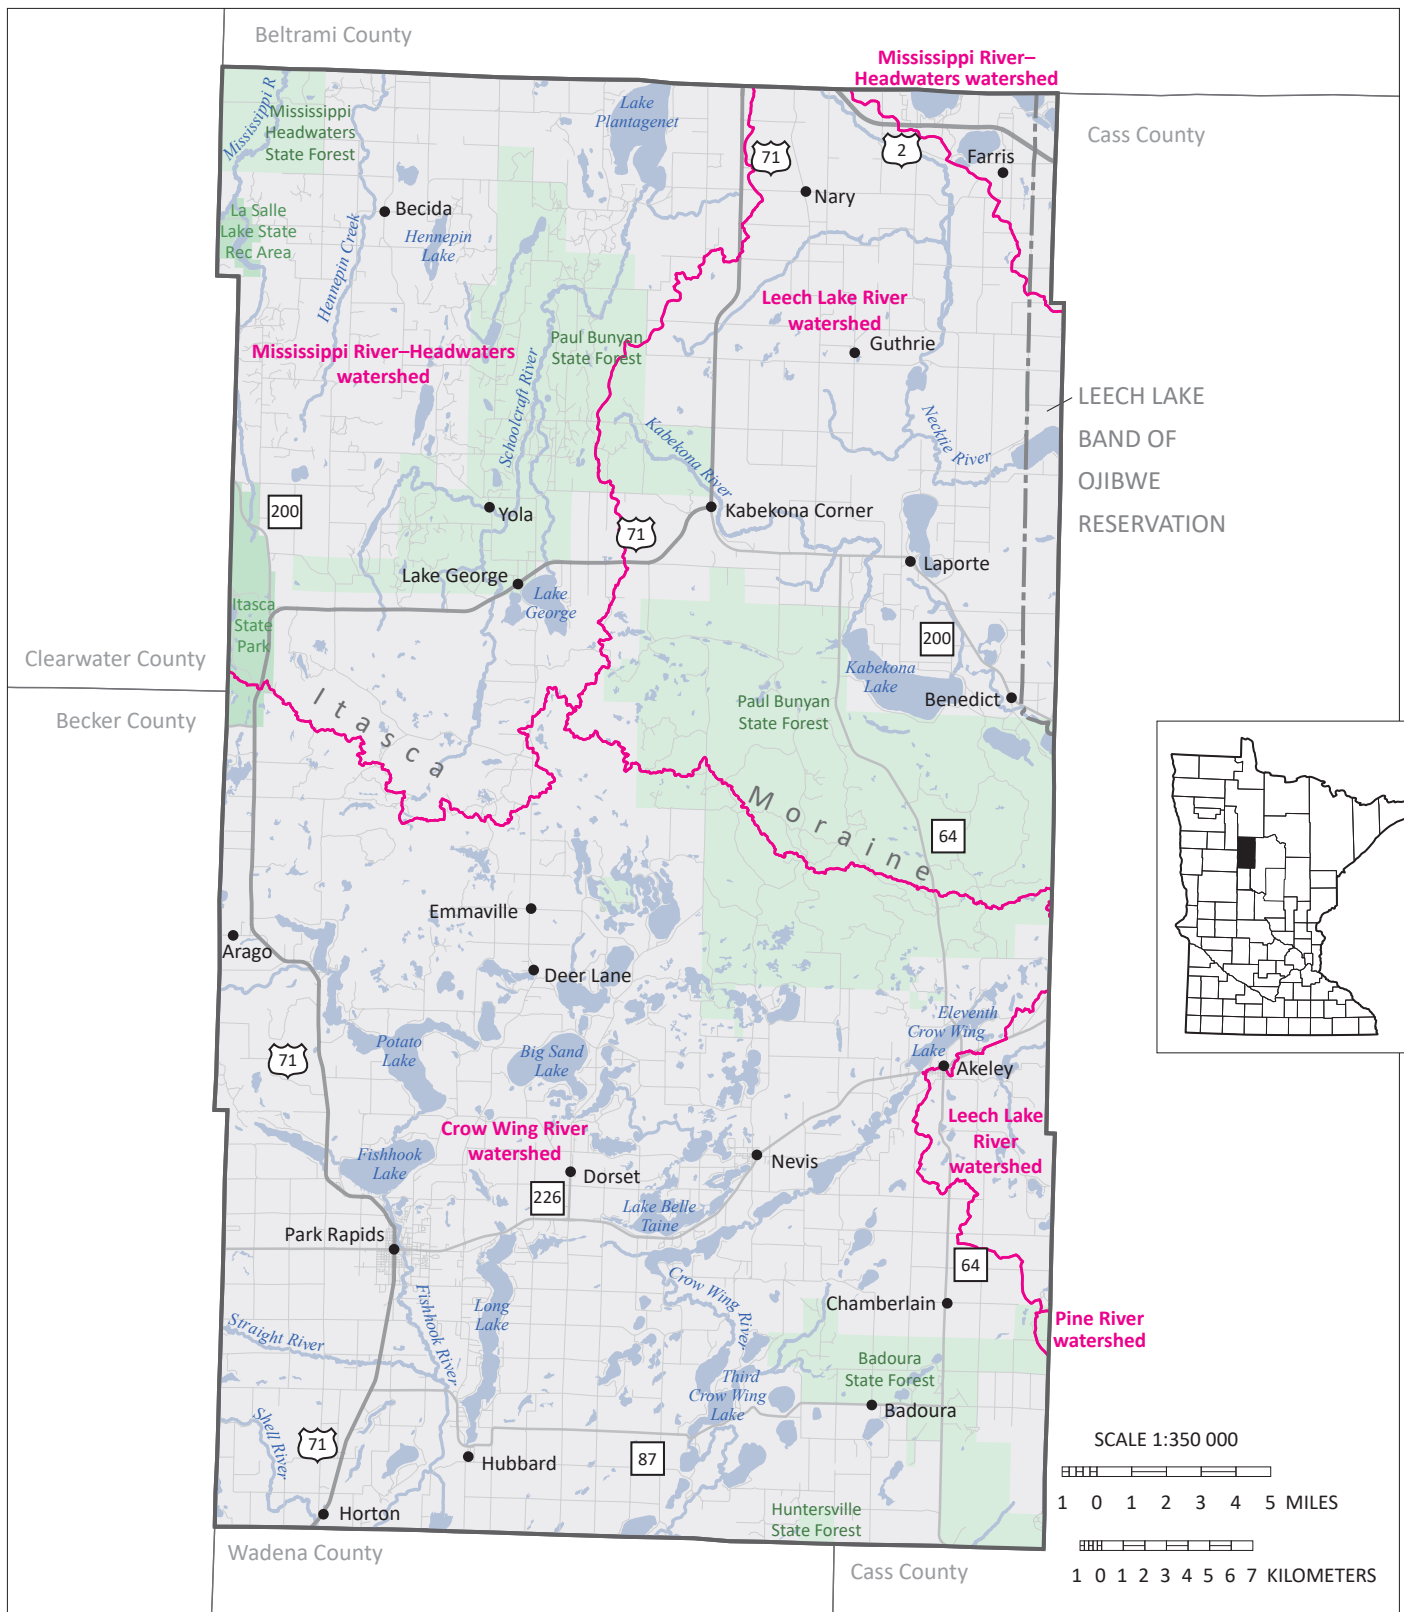 Beltrami County
Mississippi River–
Headwaters watershed
Cass County
Mississippi R
Mississippi
Headwaters
State Forest
Lake
Plantagenet
71
2
Farris
Nary
La Salle
Lake State
Rec Area
Becida
Hennepin
Lake
Hennepin Creek
Leech Lake River
watershed
Guthrie
Paul Bunyan
State Forest
Mississippi River–Headwaters
watershed
Schoolcraft River
LEECH LAKE
BAND OF
OJIBWE
RESERVATION
Necktie River
Kabekona River
200
Yola
Kabekona Corner
71
Laporte
Lake George
Lake
George
Itasca
State
Park
200
Clearwater County
Kabekona
Lake
Benedict
Becker County
Paul Bunyan
State Forest
Itasca
Moraine
64
Emmaville
Arago
Deer Lane
Eleventh
Crow Wing
Lake
Potato
Lake
Big Sand
Lake
71
Akeley
Crow Wing River
watershed
Leech Lake
River
watershed
Fishhook
Lake
Nevis
Dorset
226
Lake Belle
Taine
Park Rapids
64
Crow Wing River
Fishhook River
Long
Lake
Chamberlain
Pine River
watershed
Straight River
Badoura
State Forest
Third
Crow Wing
Lake
Badoura
Shell River
71
Hubbard
87
SCALE 1:350 000
1 0 1 2 3 4 5 MILES
Horton
Huntersville
State Forest
Wadena County
Cass County
1 0 1 2 3 4 5 6 7 KILOMETERS